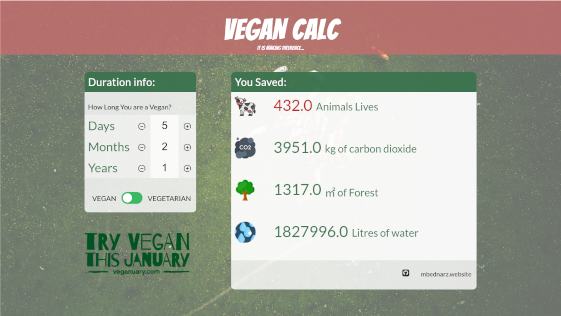 VEGAN CALC
IT IS MAKING DIFERENCE...
Duration info:
How Long You are a Vegan?
Days 5
Months 2
Years 1
VEGAN VEGETARIAN
TRY VEGAN
THIS JANUARY
veganuary.com
You Saved:
432.0 Animals Lives
CO2
3951.0 kg of carbon dioxide
1317.0 m² of Forest
1827996.0 Litres of water
mbednarz.website